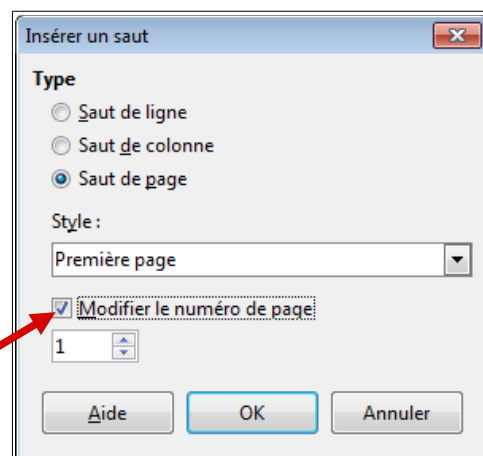 Insérer un saut
Type
Saut de ligne
Saut de colonne
Saut de page
Style :
Première page
Modifier le numéro de page
1
Aide OK Annuler